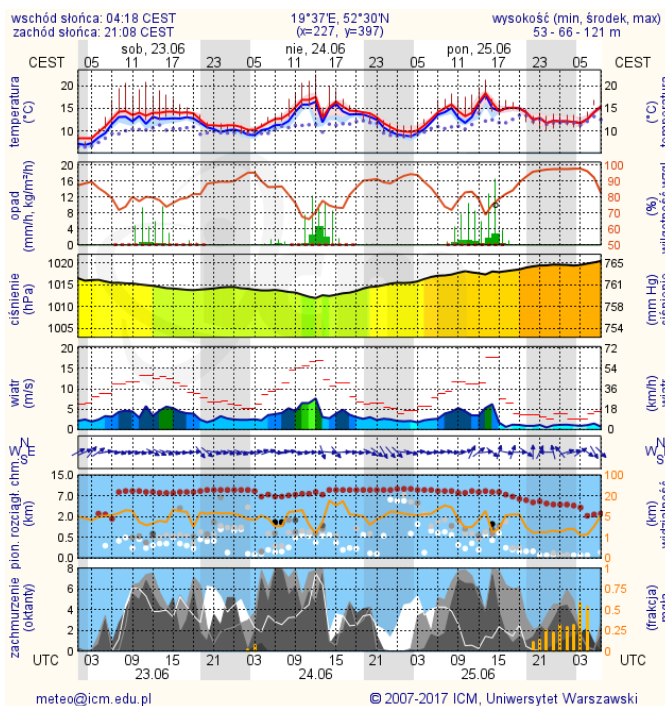 wschód słońca: 04:18 CEST 19°37'E, 52°30'N wysokość (min, środek, max)
zachód słońca: 21:08 CEST (x=227, y=397) 53 - 66 - 121 m
sob, 23.06 nie, 24.06 pon, 25.06
CEST 05 11 17 23 05 11 17 23 05 11 17 23 05 CEST
temperatura
(°C)
20
15
10
20
15
10
temperatura
(°C)
opad
(mm/h, kg/m²/h)
20
16
12
8
4
0
100
90
80
70
60
50
(%)
ciśnienie
(hPa)
1020
1015
1010
1005
765
761
758
754
(mm Hg)
ciśnienie
wiatr
(m/s)
20
15
10
5
0
72
54
36
18
0
(km/h)
wiatr
N
W E
S
N
W E
S
pion. rozciągł. chm.
(km)
15.0
7.0
2.0
0.5
0.0
100
20
5
1
0
(km)
widzialność
zachmurzenie
(oktanty)
8
6
4
2
0
1
0.75
0.5
0.25
0
(frakcja)
mgła
UTC 03 09 15 21 03 09 15 21 03 09 15 21 03 UTC
23.06 24.06 25.06
meteo@icm.edu.pl © 2007-2017 ICM, Uniwersytet Warszawski